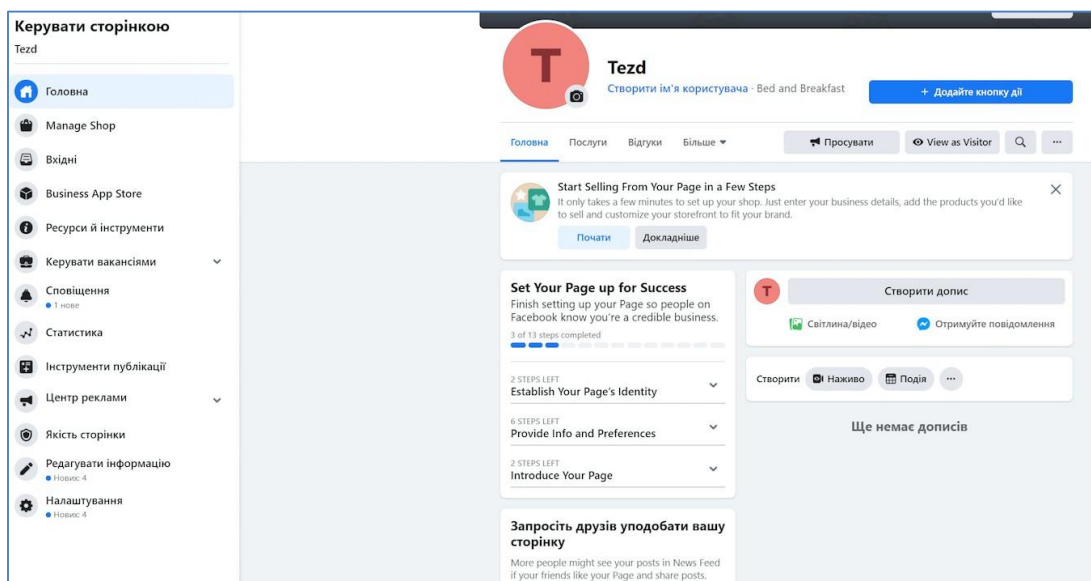 Керувати сторінкою
Tezd
Головна
Manage Shop
Вхідні
Business App Store
Ресурси й інструменти
Керувати вакансіями
Сповіщення
1 нове
Статистика
Інструменти публікації
Центр реклами
Якість сторінки
Редагувати інформацію
Нових: 4
Налаштування
Нових: 4
T
Tezd
Створити ім'я користувача · Bed and Breakfast
+ Додайте кнопку дії
Головна Послуги Відгуки Більше
Просувати View as Visitor ...
Start Selling From Your Page in a Few Steps
It only takes a few minutes to set up your shop. Just enter your business details, add the products you'd like
to sell and customize your storefront to fit your brand.
Почати Докладніше
Set Your Page up for Success
Finish setting up your Page so people on
Facebook know you're a credible business.
3 of 13 steps completed
2 STEPS LEFT
Establish Your Page's Identity
6 STEPS LEFT
Provide Info and Preferences
2 STEPS LEFT
Introduce Your Page
Запросіть друзів уподобати вашу
сторінку
More people might see your posts in News Feed
if your friends like your Page and share posts.
T Створити допис
Світлина/відео Отримуйте повідомлення
Створити Наживо Подія ...
Ще немає дописів